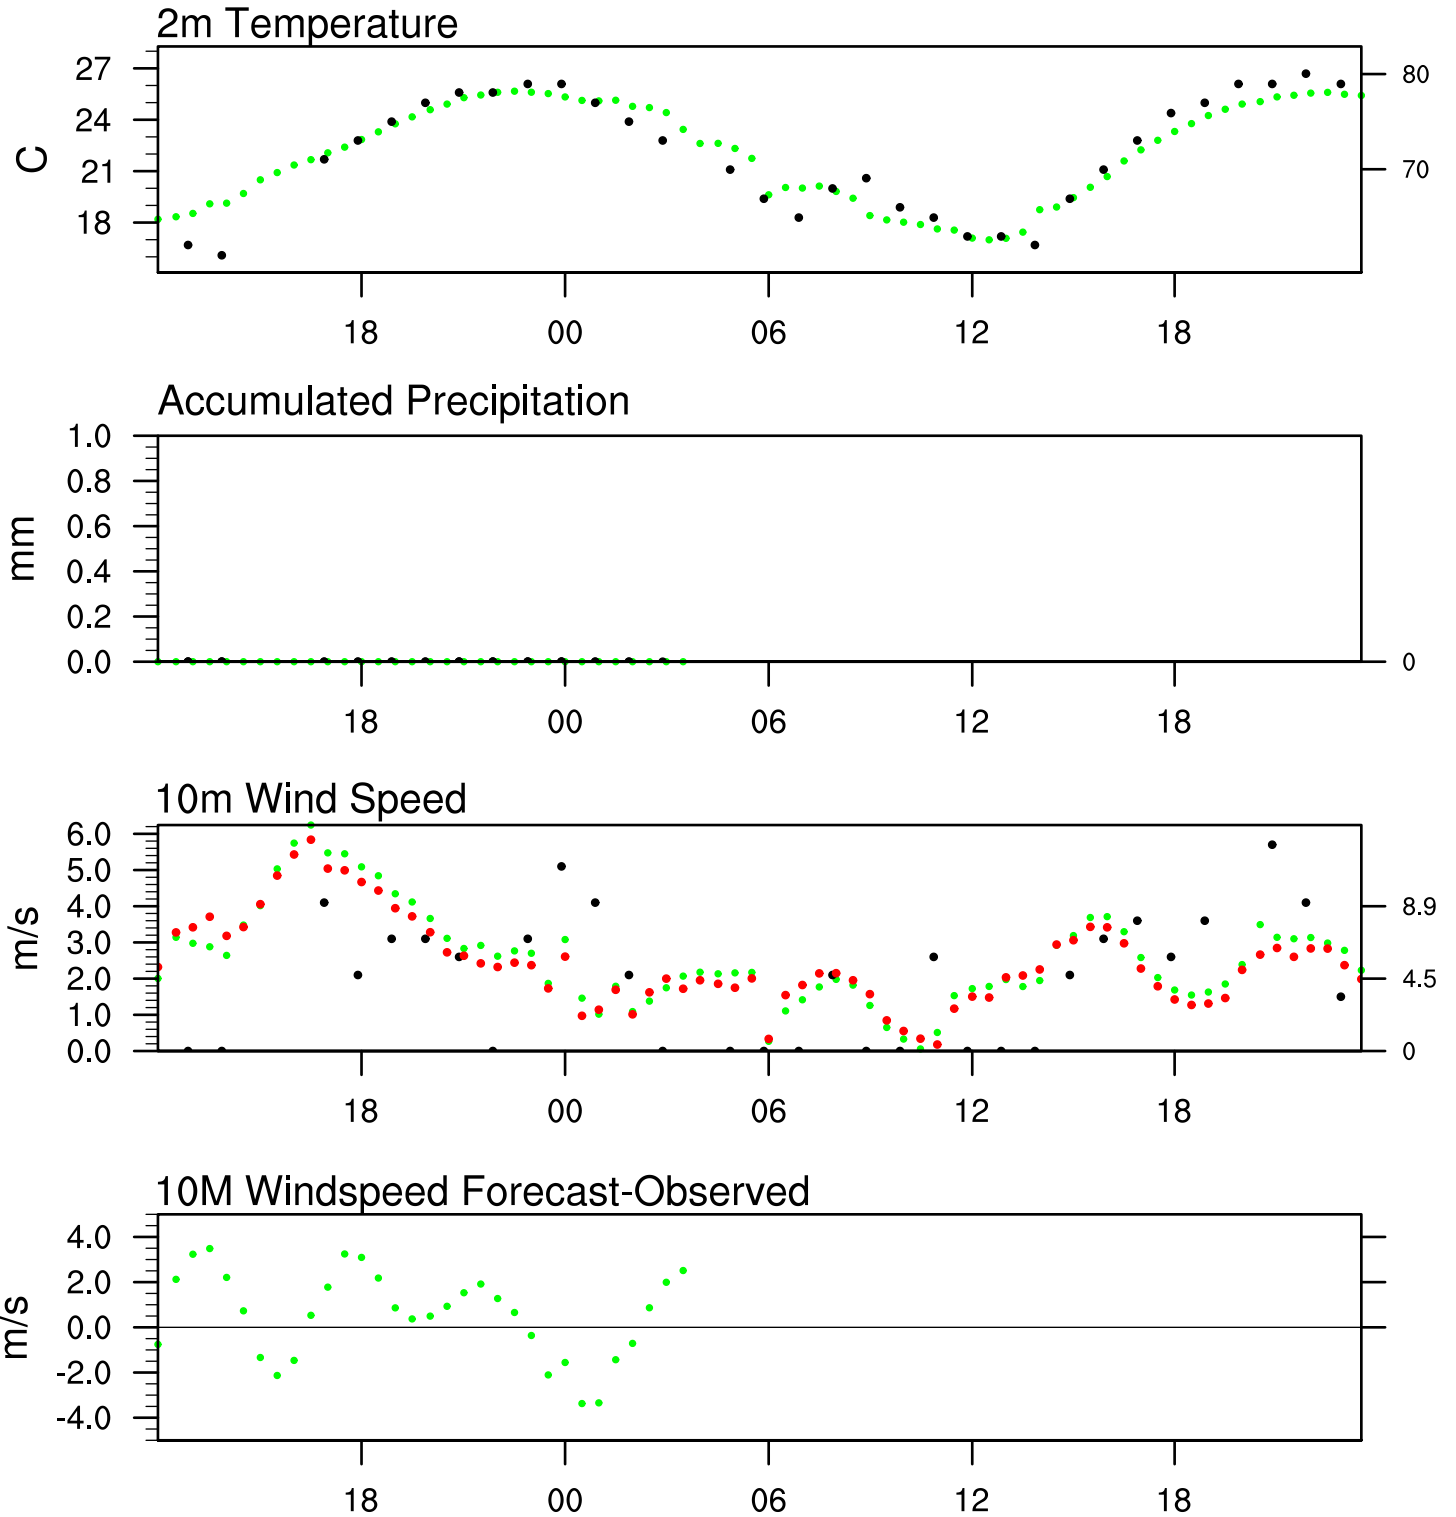 2m Temperature
27
24
21
18
C
80
70
18 00 06 12 18
Accumulated Precipitation
1.0
0.8
0.6
0.4
0.2
0.0
mm
0
18 00 06 12 18
10m Wind Speed
6.0
5.0
4.0
3.0
2.0
1.0
0.0
m/s
8.9
4.5
0
18 00 06 12 18
10M Windspeed Forecast-Observed
4.0
2.0
0.0
-2.0
-4.0
m/s
18 00 06 12 18